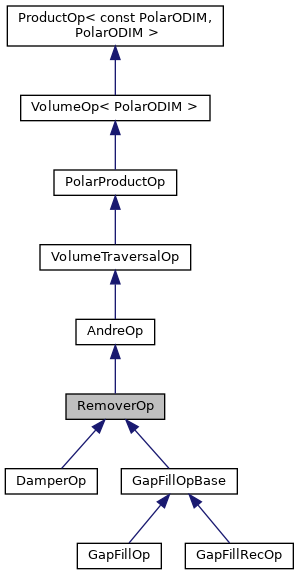 ProductOp< const PolarODIM,
PolarODIM >
VolumeOp< PolarODIM >
PolarProductOp
VolumeTraversalOp
AndreOp
RemoverOp
DamperOp
GapFillOpBase
GapFillOp
GapFillRecOp